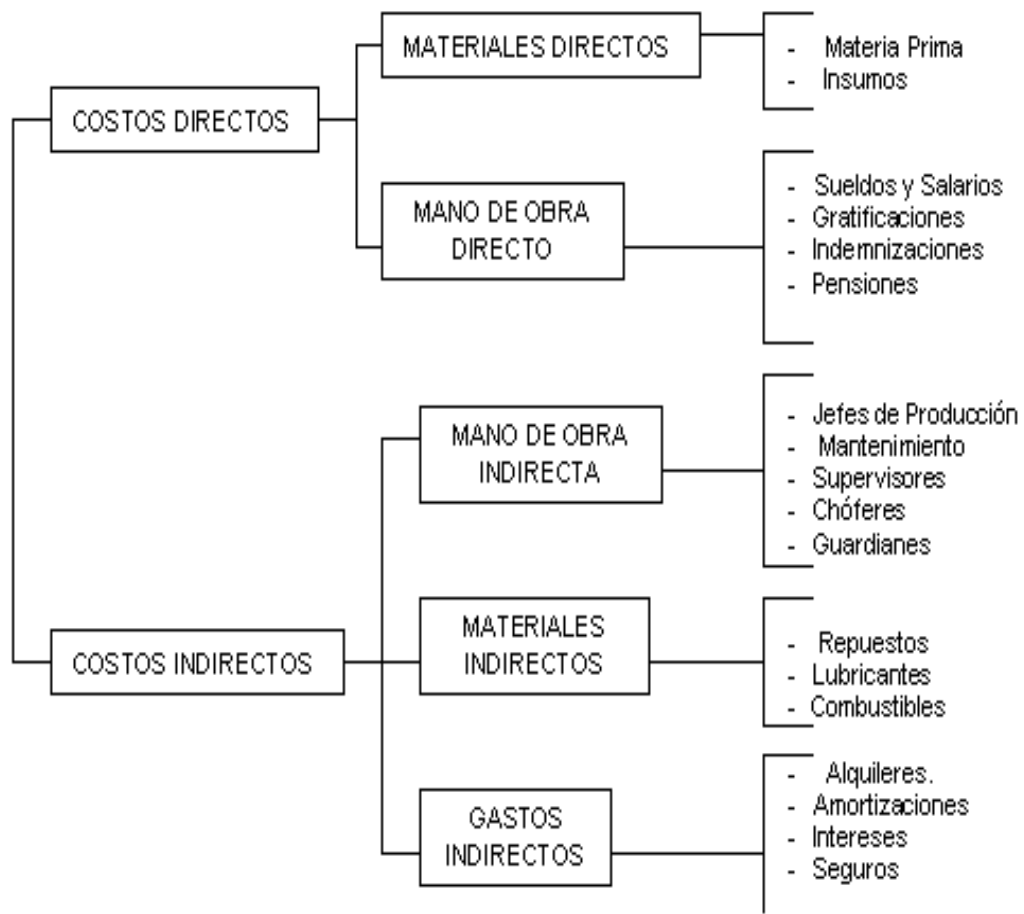 COSTOS DIRECTOS
MATERIALES DIRECTOS
- Materia Prima
- Insumos
MANO DE OBRA
DIRECTO
- Sueldos y Salarios
- Gratificaciones
- Indemnizaciones
- Pensiones
COSTOS INDIRECTOS
MANO DE OBRA
INDIRECTA
- Jefes de Producción
- Mantenimiento
- Supervisores
- Chóferes
- Guardianes
MATERIALES
INDIRECTOS
- Repuestos
- Lubricantes
- Combustibles
GASTOS
INDIRECTOS
- Alquileres.
- Amortizaciones
- Intereses
- Seguros